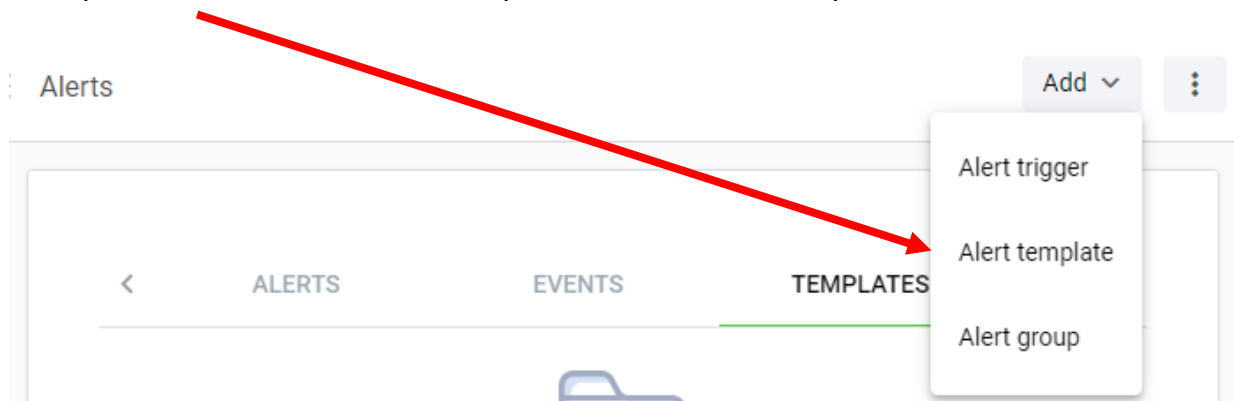 Alerts
Add
Alert trigger
Alert template
ALERTS EVENTS TEMPLATES
Alert group